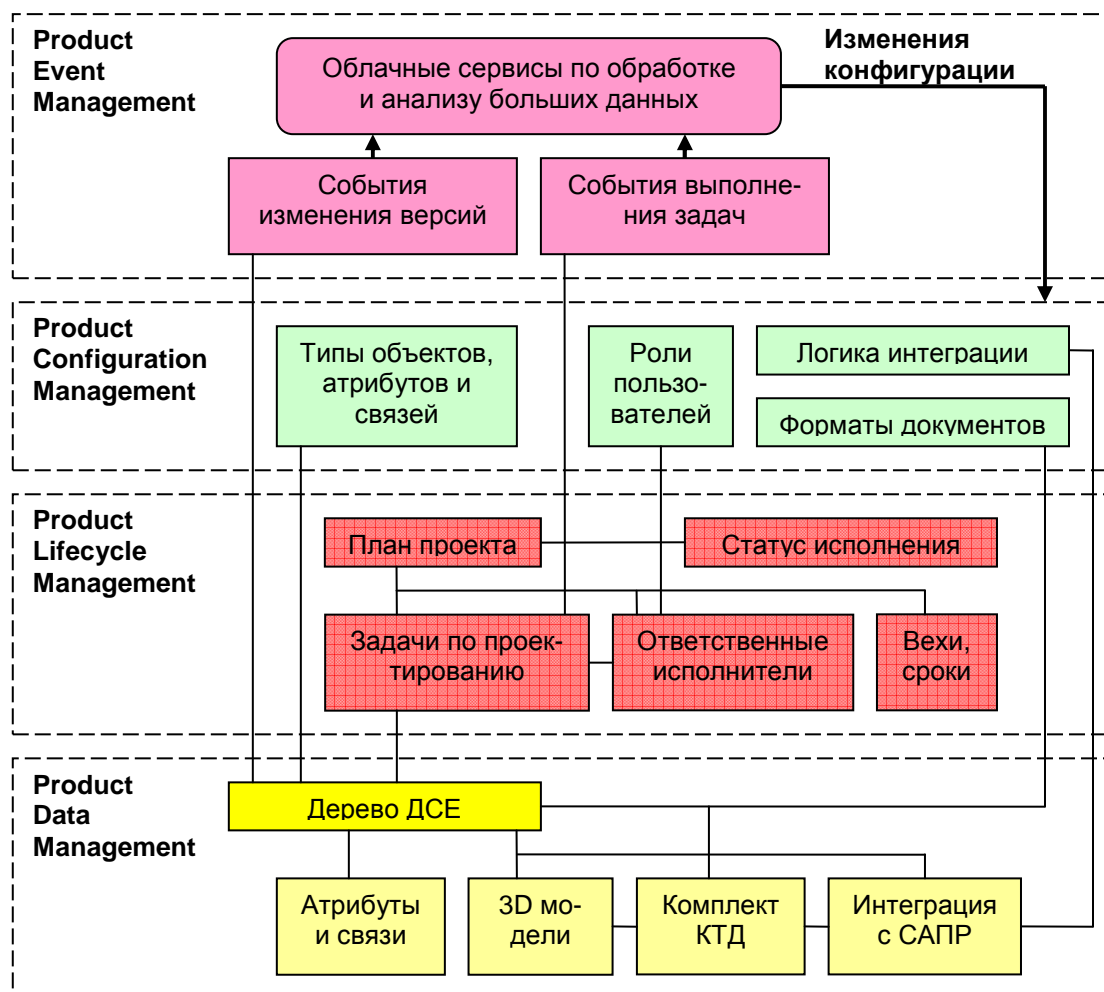 Product
Event
Management
Облачные сервисы по обработке
и анализу больших данных
Изменения
конфигурации
События
изменения версий
События выполне-
ния задач
Product
Configuration
Management
Типы объектов,
атрибутов и
связей
Роли
пользо-
вателей
Логика интеграции
Форматы документов
Product
Lifecycle
Management
План проекта
Статус исполнения
Задачи по проек-
тированию
Ответственные
исполнители
Вехи,
сроки
Product
Data
Management
Дерево ДСЕ
Атрибуты
и связи
3D мо-
дели
Комплект
КТД
Интеграция
с САПР